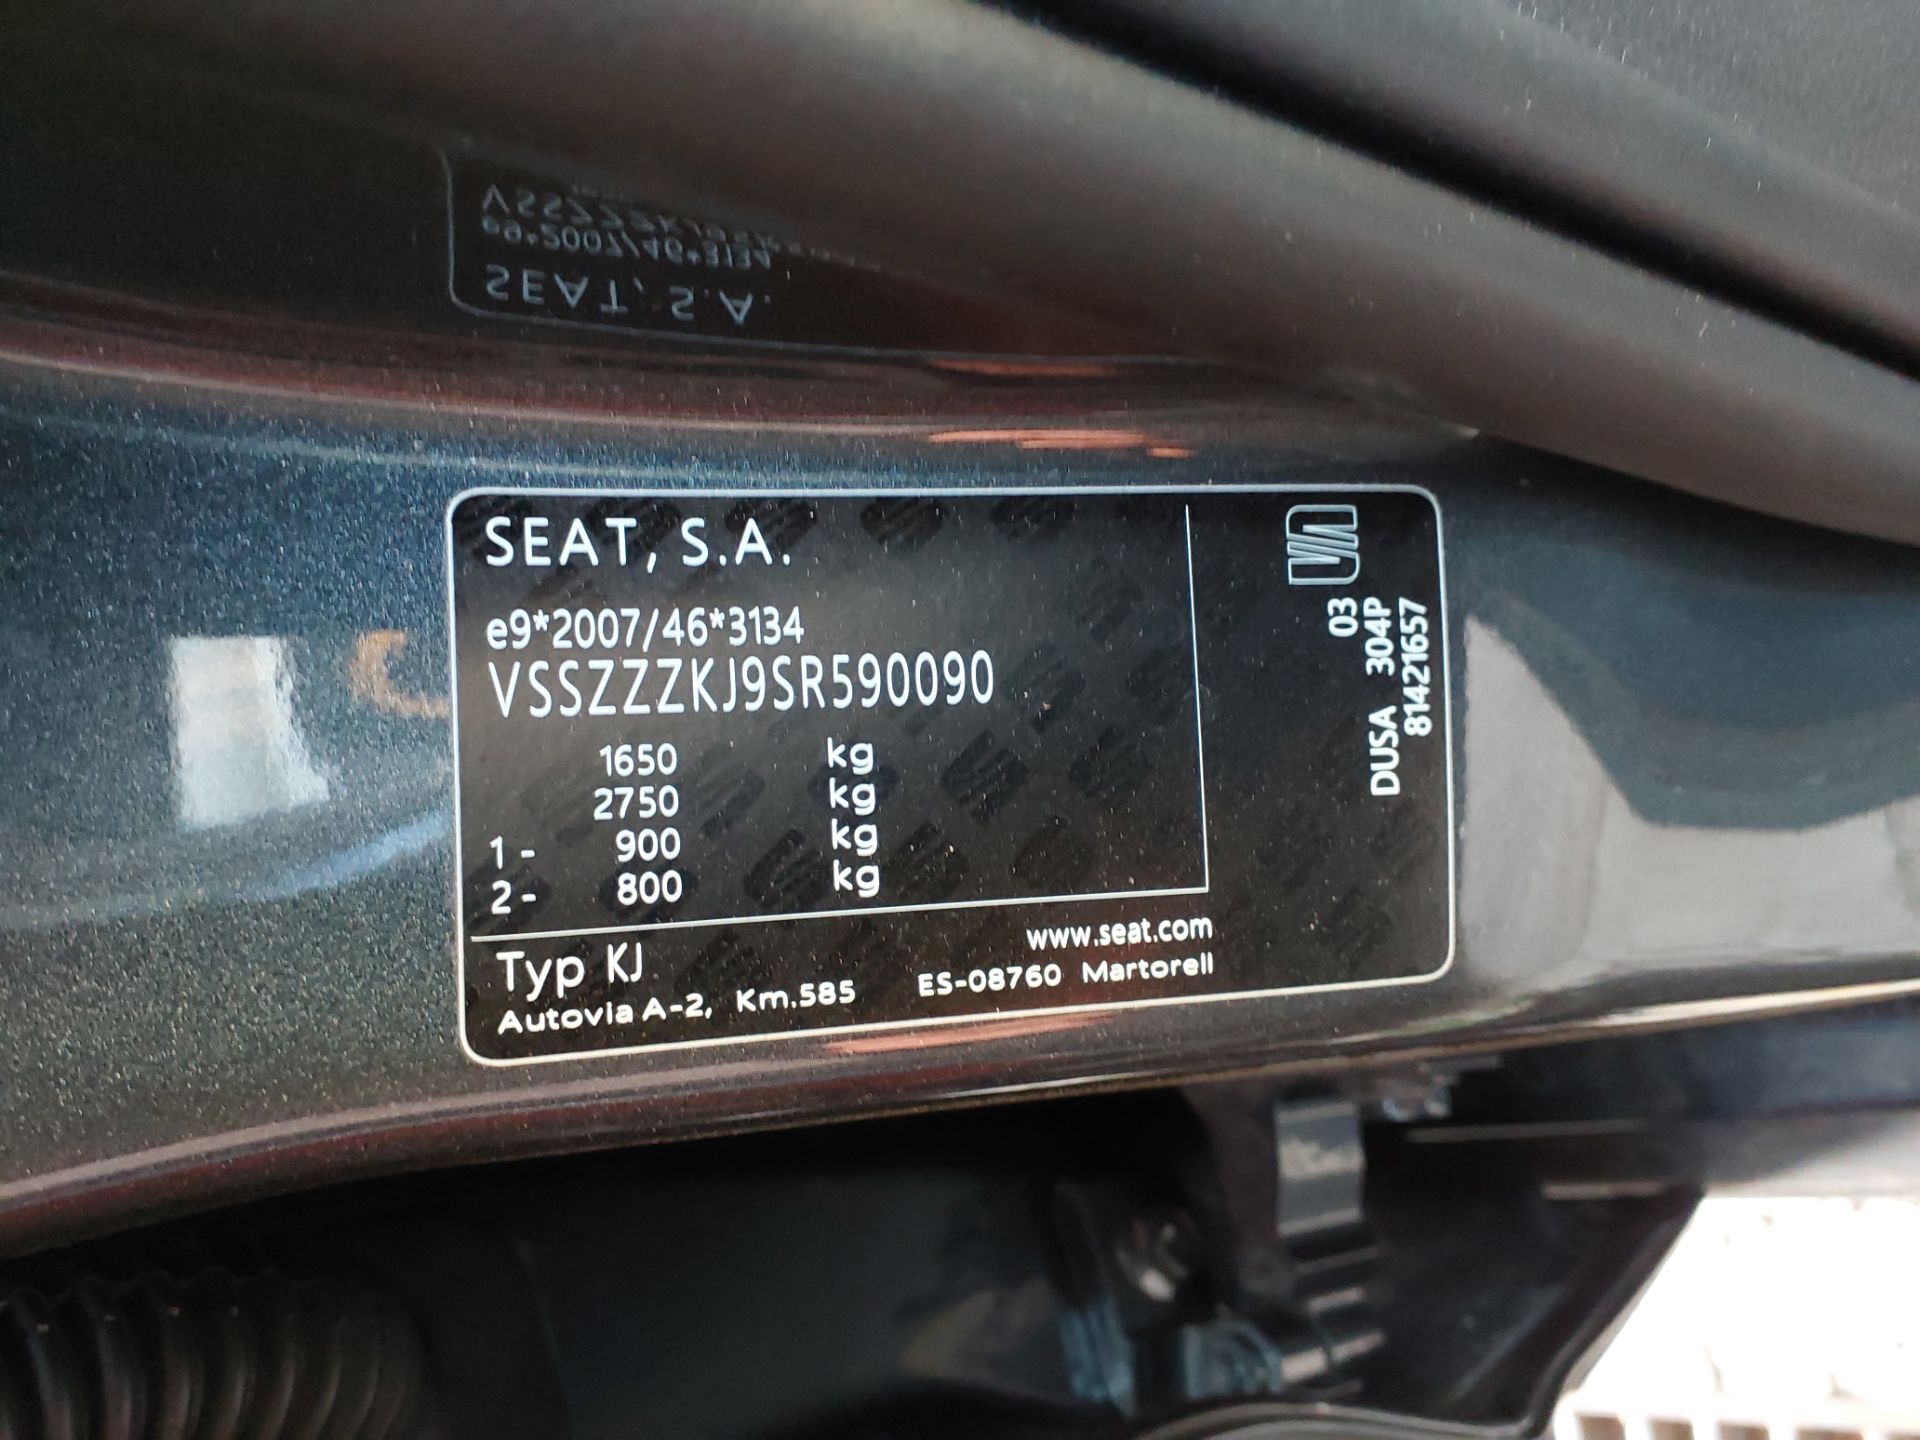 SEAT, S.A.
e9*2007/46*3134
VSSZZZKJ9SR590090
1650 kg
2750 kg
1- 900 kg
2- 800 kg
Typ KJ
www.seat.com
Autovia A-2, Km.585 ES-08760 Martorell
03
DUSA 304P
81421657